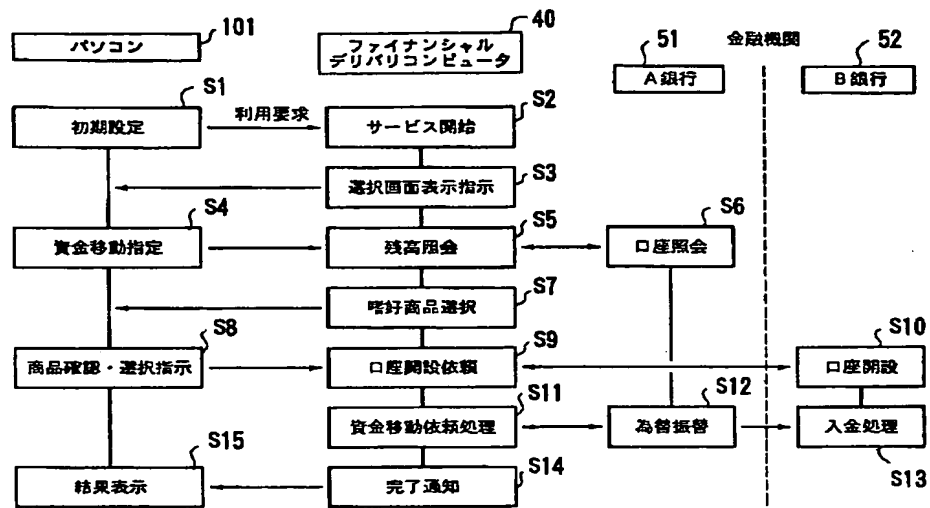 101
パソコン
40
ファイナンシャル
デリバリコンピュータ
51
金融機関
52
A銀行
B銀行
S1
初期設定
利用要求
S2
サービス開始
S3
選択画面表示指示
S4
資金移動指定
S5
残高照会
S6
口座照会
S7
嗜好商品選択
S8
商品確認・選択指示
S9
口座開設依頼
S10
口座開設
S11
資金移動依頼処理
S12
為替振替
入金処理
S13
S15
結果表示
S14
完了通知